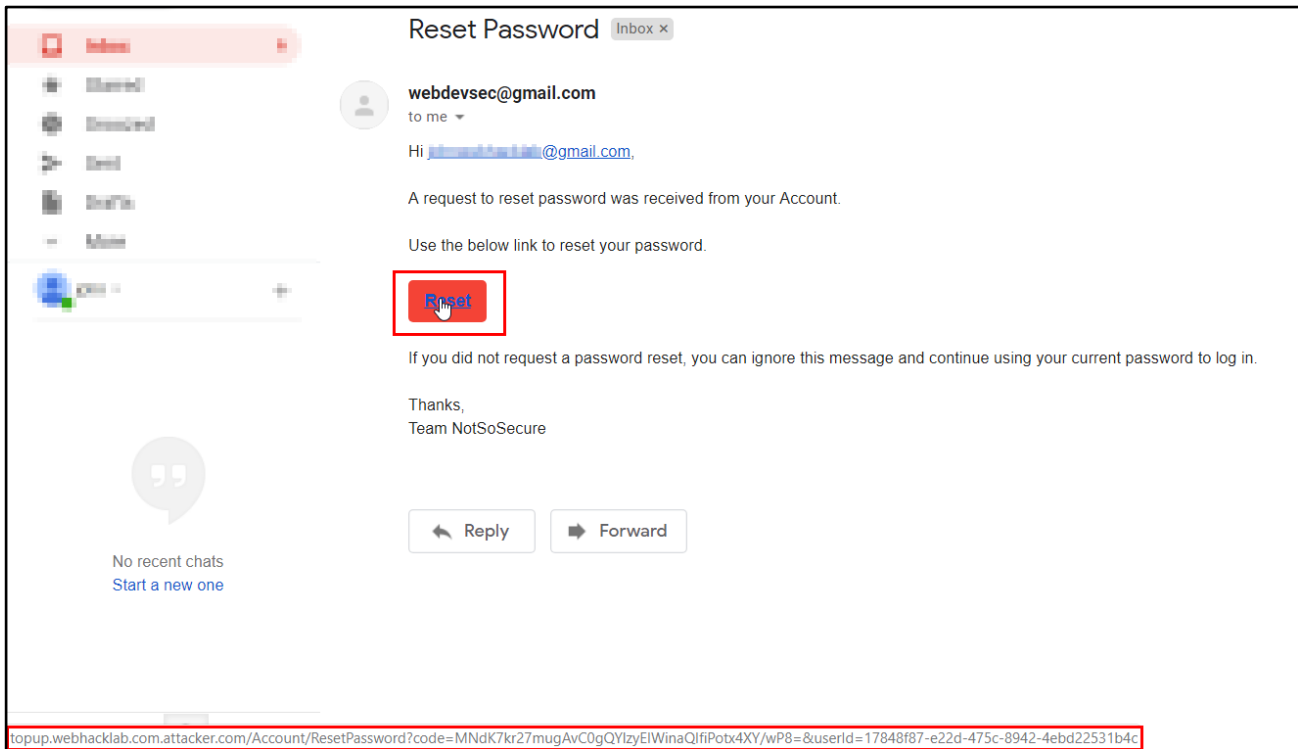 Reset Password Inbox ×
webdevsec@gmail.com
to me
Hi @gmail.com,
A request to reset password was received from your Account.
Use the below link to reset your password.
Reset
If you did not request a password reset, you can ignore this message and continue using your current password to log in.
Thanks,
Team NotSoSecure
Reply Forward
No recent chats
Start a new one
topup.webhacklab.com.attacker.com/Account/ResetPassword?code=MNdK7kr27mugAvC0gQYlzyElWinaQlfiPotx4XY/wP8=&userId=17848f87-e22d-475c-8942-4ebd22531b4c